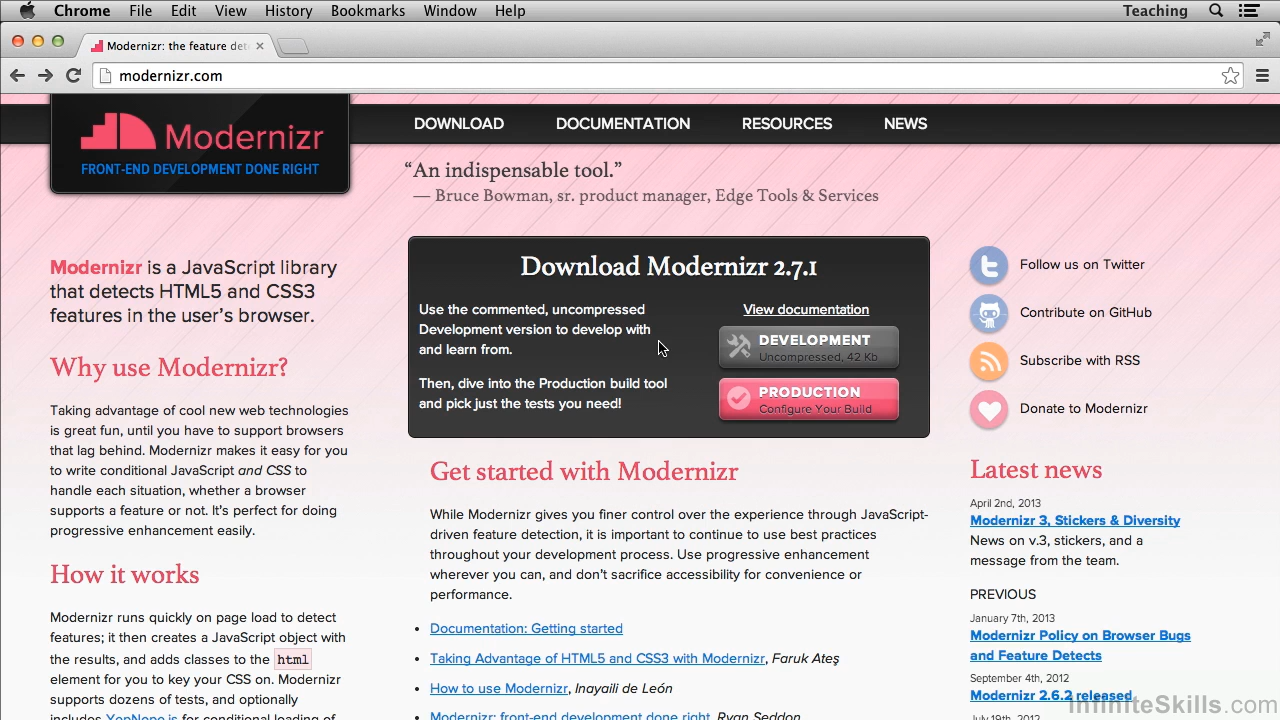 Chrome File Edit View History Bookmarks Window Help Teaching
Modernizr: the feature det
modernizr.com
Modernizr
FRONT-END DEVELOPMENT DONE RIGHT
DOWNLOAD DOCUMENTATION RESOURCES NEWS
“An indispensable tool.”
— Bruce Bowman, sr. product manager, Edge Tools & Services
Modernizr is a JavaScript library
that detects HTML5 and CSS3
features in the user’s browser.
Why use Modernizr?
Taking advantage of cool new web technologies
is great fun, until you have to support browsers
that lag behind. Modernizr makes it easy for you
to write conditional JavaScript and CSS to
handle each situation, whether a browser
supports a feature or not. It’s perfect for doing
progressive enhancement easily.
How it works
Modernizr runs quickly on page load to detect
features; it then creates a JavaScript object with
the results, and adds classes to the html
element for you to key your CSS on. Modernizr
supports dozens of tests, and optionally
includes YepNope.js for conditional loading of
Download Modernizr 2.7.1
Use the commented, uncompressed
Development version to develop with
and learn from.
Then, dive into the Production build tool
and pick just the tests you need!
View documentation
DEVELOPMENT
Uncompressed, 42 Kb
PRODUCTION
Configure Your Build
Get started with Modernizr
While Modernizr gives you finer control over the experience through JavaScript-
driven feature detection, it is important to continue to use best practices
throughout your development process. Use progressive enhancement
wherever you can, and don’t sacrifice accessibility for convenience or
performance.
• Documentation: Getting started
• Taking Advantage of HTML5 and CSS3 with Modernizr, Faruk Ateş
• How to use Modernizr, Inayaili de León
Modernizr: front-end development done right, Ryan Seddon
Follow us on Twitter
Contribute on GitHub
Subscribe with RSS
Donate to Modernizr
Latest news
April 2nd, 2013
Modernizr 3, Stickers & Diversity
News on v.3, stickers, and a
message from the team.
PREVIOUS
January 7th, 2013
Modernizr Policy on Browser Bugs
and Feature Detects
September 4th, 2012
Modernizr 2.6.2 released
July 19th, 2012
InfiniteSkills.com